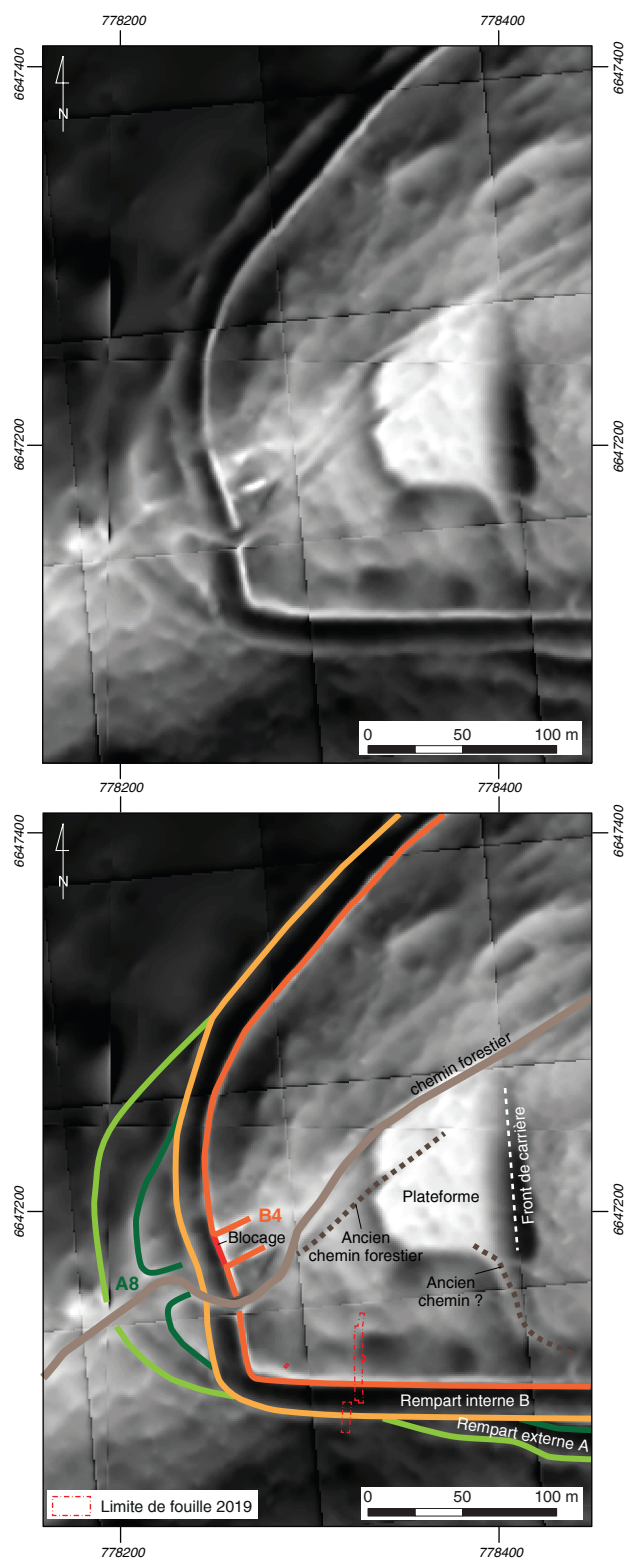 778200
778400
6647400
6647400
N
6647200
6647200
0
50
100 m
778200
778400
6647400
6647400
N
chemin forestier
Front de carrière
6647200
6647200
Plateforme
B4
Blocage
Ancien
chemin forestier
A8
Ancien
chemin ?
Rempart interne B
Rempart externe A
Limite de fouille 2019
0
50
100 m
778200
778400